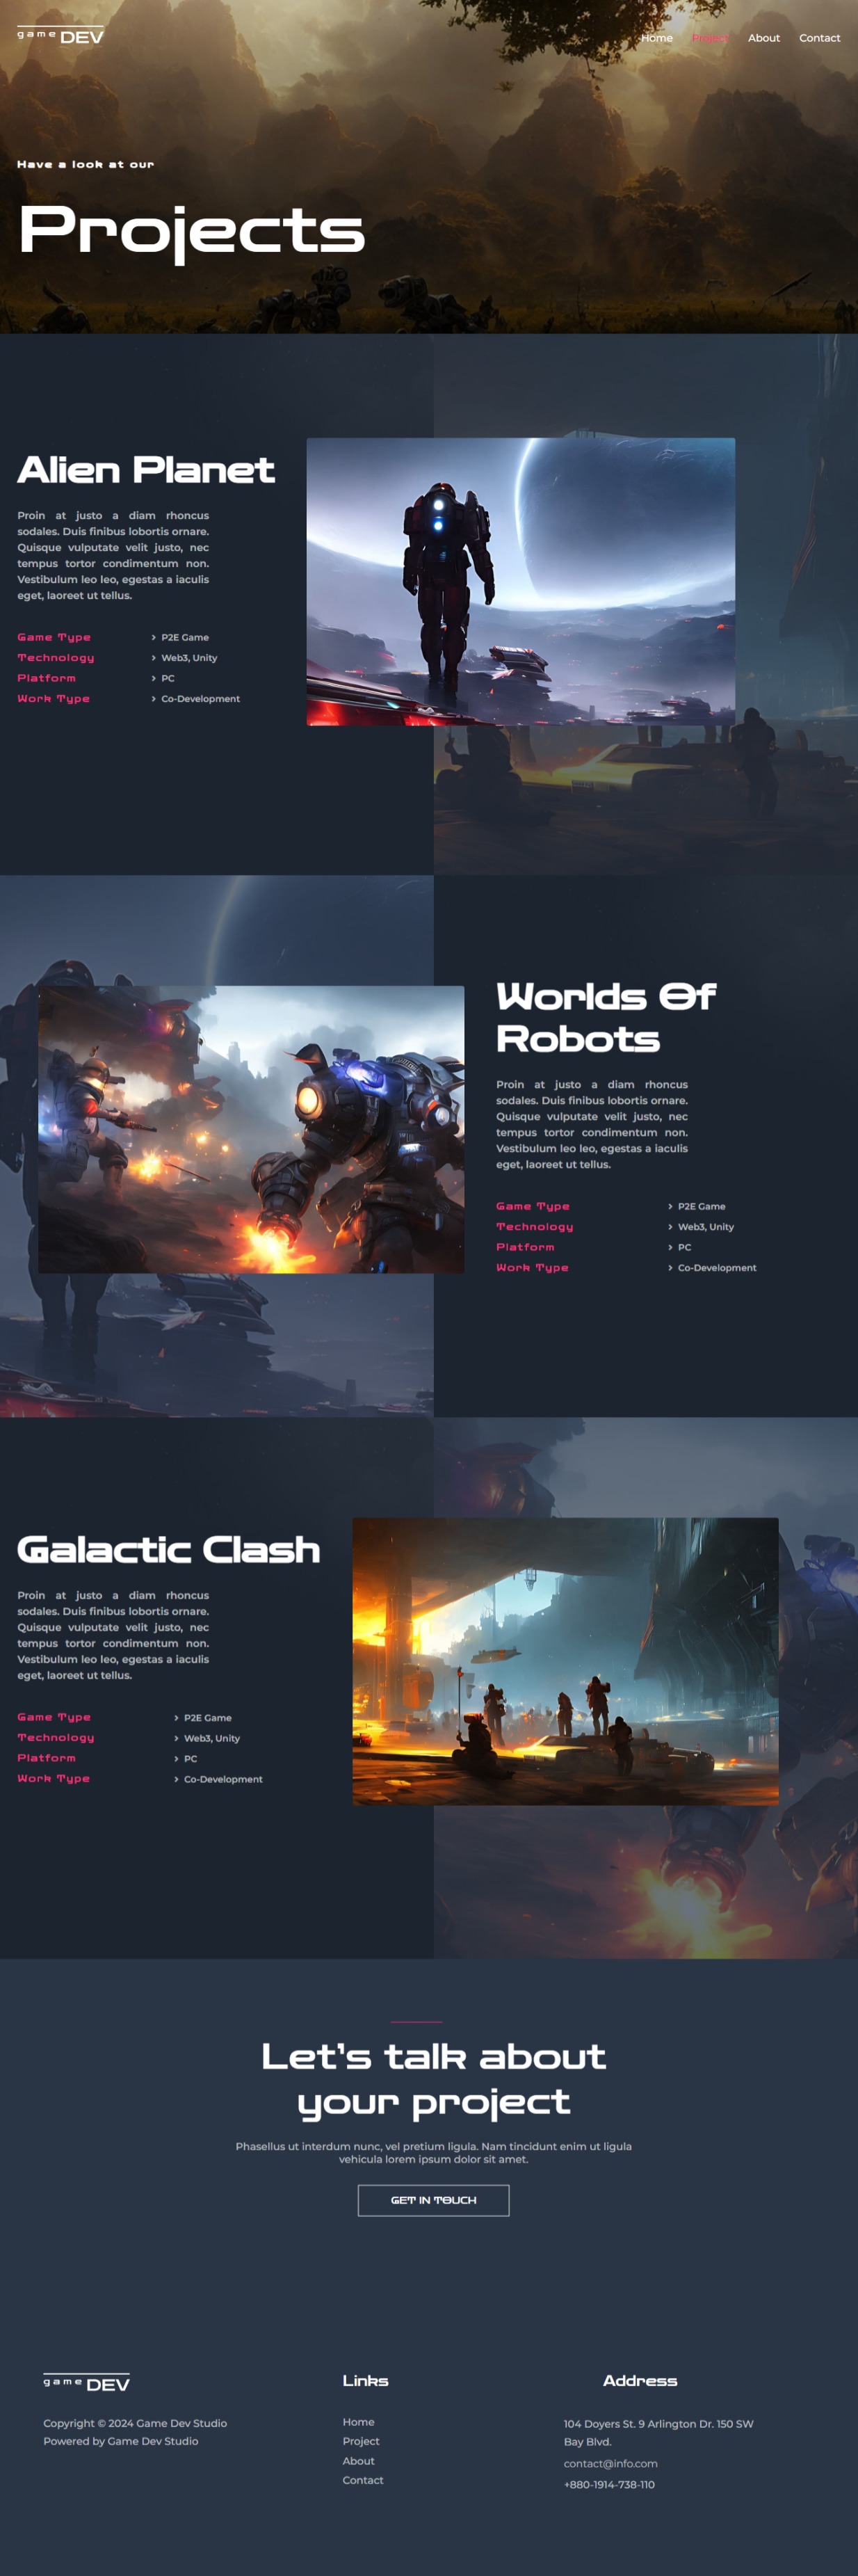 game DEV
Home Project About Contact
Have a look at our
Projects
Alien Planet
Proin at justo a diam rhoncus
sodales. Duis finibus lobortis ornare.
Quisque vulputate velit justo, nec
tempus tortor condimentum non.
Vestibulum leo leo, egestas a iaculis
eget, laoreet ut tellus.
Game Type > P2E Game
Technology > Web3, Unity
Platform > PC
Work Type > Co-Development
Worlds Of
Robots
Proin at justo a diam rhoncus
sodales. Duis finibus lobortis ornare.
Quisque vulputate velit justo, nec
tempus tortor condimentum non.
Vestibulum leo leo, egestas a iaculis
eget, laoreet ut tellus.
Game Type > P2E Game
Technology > Web3, Unity
Platform > PC
Work Type > Co-Development
Galactic Clash
Proin at justo a diam rhoncus
sodales. Duis finibus lobortis ornare.
Quisque vulputate velit justo, nec
tempus tortor condimentum non.
Vestibulum leo leo, egestas a iaculis
eget, laoreet ut tellus.
Game Type > P2E Game
Technology > Web3, Unity
Platform > PC
Work Type > Co-Development
Let's talk about
your project
Phasellus ut interdum nunc, vel pretium ligula. Nam tincidunt enim ut ligula
vehicula lorem ipsum dolor sit amet.
GET IN TOUCH
game DEV
Copyright © 2024 Game Dev Studio
Powered by Game Dev Studio
Links
Home
Project
About
Contact
Address
104 Doyers St. 9 Arlington Dr. 150 SW
Bay Blvd.
contact@info.com
+880-1914-738-110